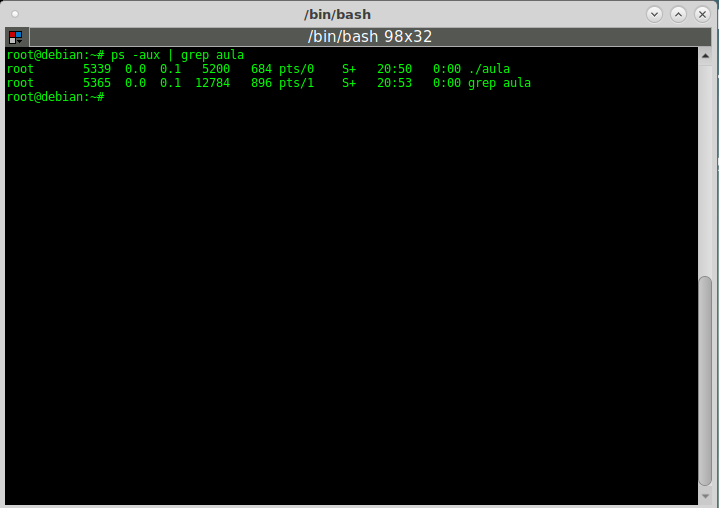 /bin/bash
/bin/bash 98x32
root@debian:~# ps -aux | grep aula
root       5339  0.0  0.1   5200   684 pts/0    S+   20:50   0:00 ./aula
root       5365  0.0  0.1  12784   896 pts/1    S+   20:53   0:00 grep aula
root@debian:~#